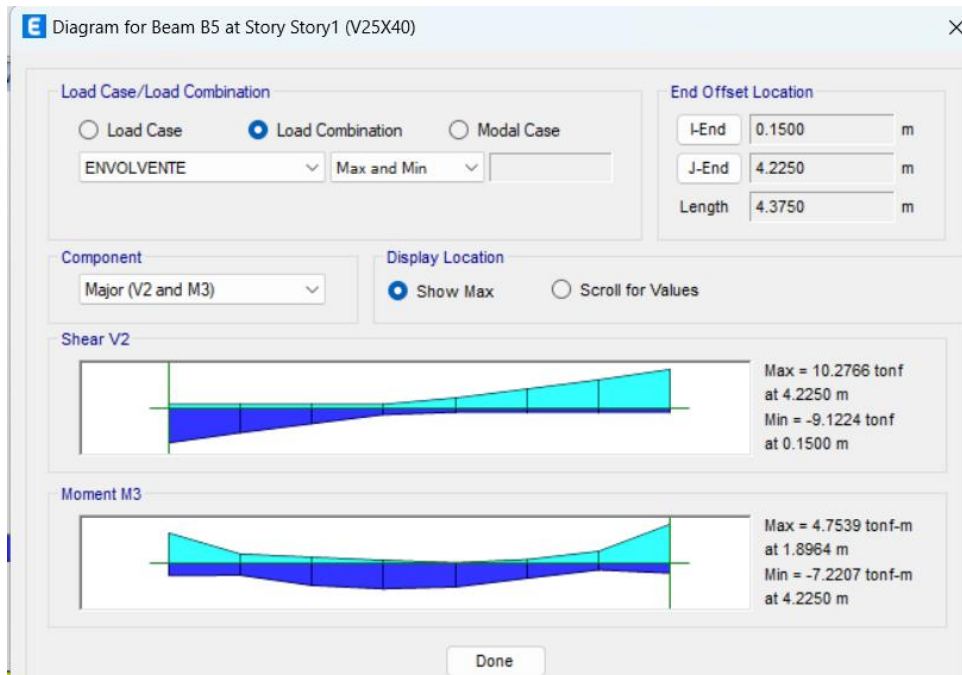 E Diagram for Beam B5 at Story Story1 (V25X40)
Load Case/Load Combination
Load Case Load Combination Modal Case
ENVOLVENTE Max and Min
End Offset Location
I-End 0.1500 m
J-End 4.2250 m
Length 4.3750 m
Component
Major (V2 and M3)
Display Location
Show Max Scroll for Values
Shear V2
Max = 10.2766 tonf
at 4.2250 m
Min = -9.1224 tonf
at 0.1500 m
Moment M3
Max = 4.7539 tonf-m
at 1.8964 m
Min = -7.2207 tonf-m
at 4.2250 m
Done